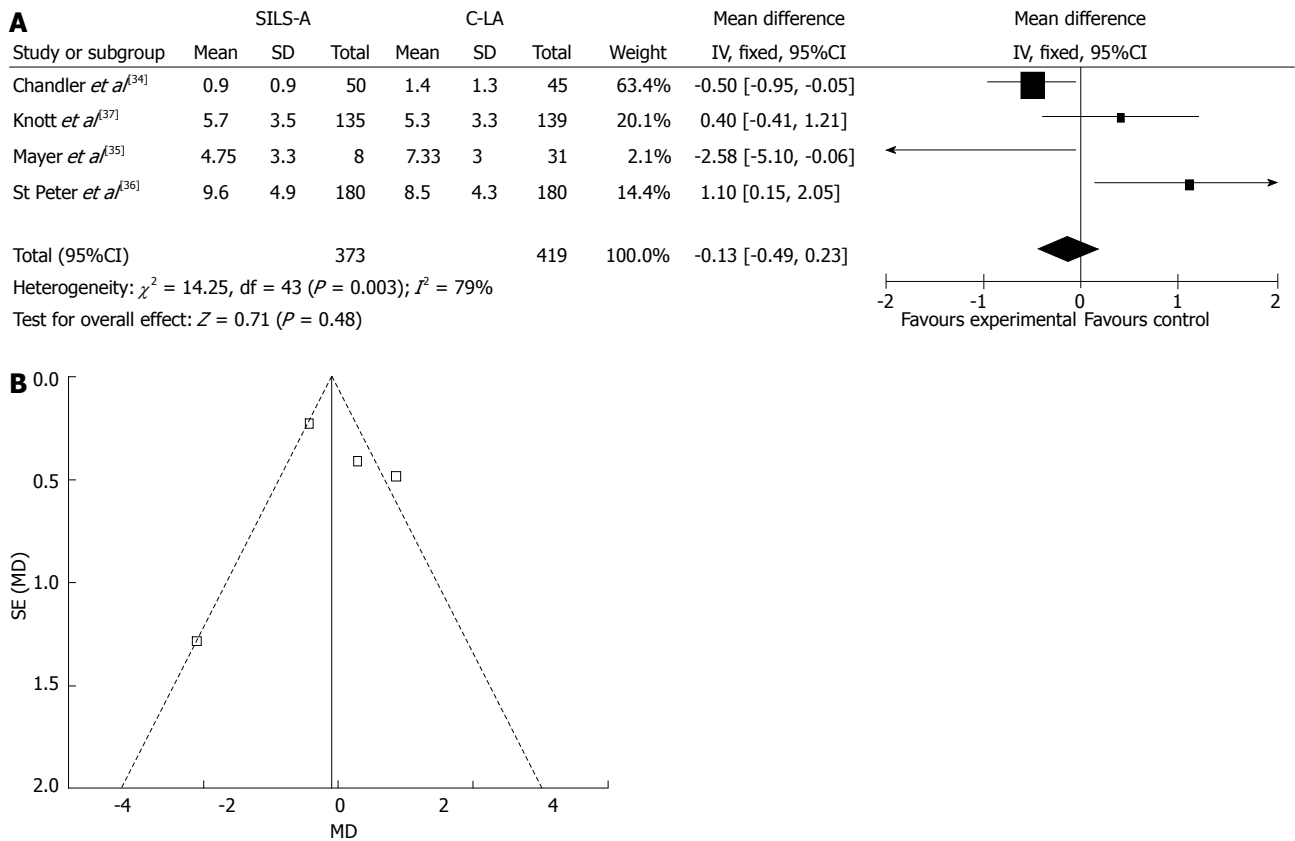 A
SILS-A C-LA Mean difference Mean difference
Study or subgroup Mean SD Total Mean SD Total Weight IV, fixed, 95%CI IV, fixed, 95%CI
Chandler et al[34] 0.9 0.9 50 1.4 1.3 45 63.4% -0.50 [-0.95, -0.05]
Knott et al[37] 5.7 3.5 135 5.3 3.3 139 20.1% 0.40 [-0.41, 1.21]
Mayer et al[35] 4.75 3.3 8 7.33 3 31 2.1% -2.58 [-5.10, -0.06]
St Peter et al[36] 9.6 4.9 180 8.5 4.3 180 14.4% 1.10 [0.15, 2.05]
Total (95%CI) 373 419 100.0% -0.13 [-0.49, 0.23]
Heterogeneity: χ2 = 14.25, df = 43 (P = 0.003); I2 = 79%
Test for overall effect: Z = 0.71 (P = 0.48)
-2 -1 0 1 2
Favours experimental Favours control
B
0.0
0.5
1.0
1.5
2.0
SE (MD)
-4 -2 0 2 4
MD